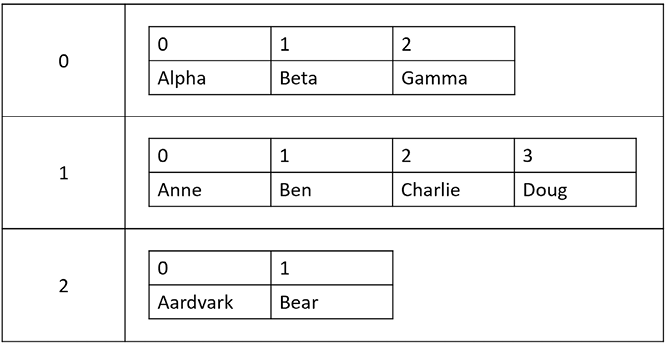 0
0 1 2
Alpha Beta Gamma
1
0 1 2 3
Anne Ben Charlie Doug
2
0 1
Aardvark Bear